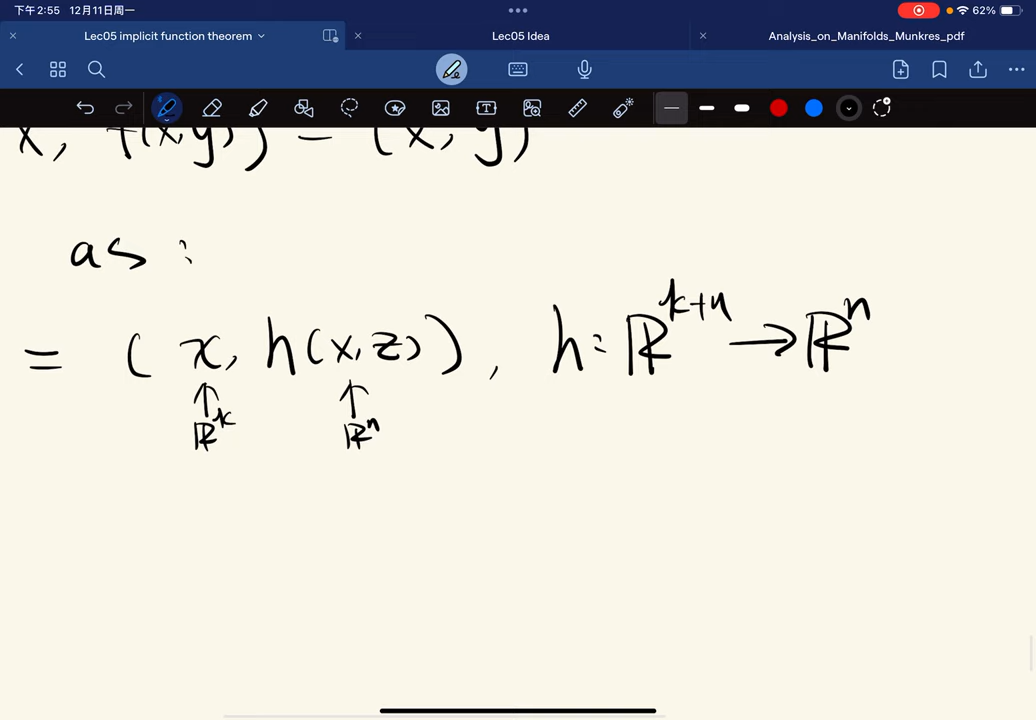 下午2:55 12月11日周一
62%
Lec05 implicit function theorem
Lec05 Idea
Analysis_on_Manifolds_Munkres_pdf
x, f(x,y)) = (x, y)
as :
= ( x, h(x,z) ), h: ℝ^{k+n} → ℝ^n
↑ ↑
ℝ^k ℝ^n